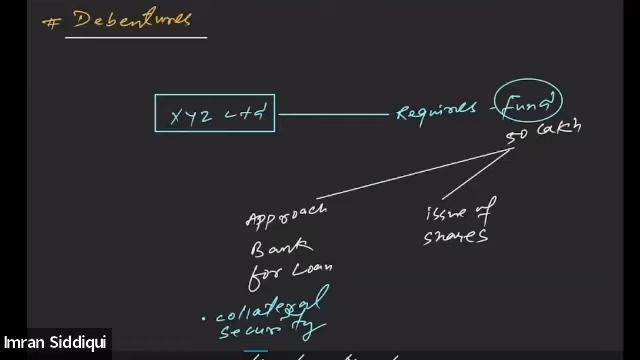 # Debentures
XYZ Ltd
Requires
Fund
50 Lakh
Approach
Bank
for Loan
issue of
shares
• collateral
security
Imran Siddiqui